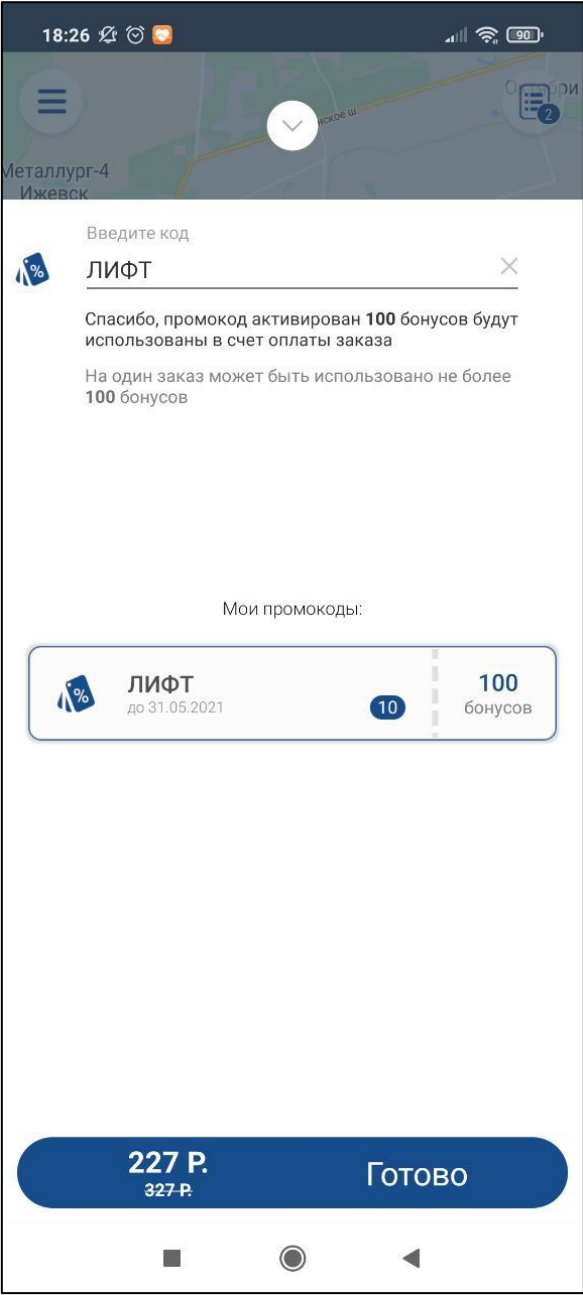 18:26
90
2
нское ш.
Металлург-4
Ижевск
Введите код
%
ЛИФТ
Спасибо, промокод активирован 100 бонусов будут
использованы в счет оплаты заказа
На один заказ может быть использовано не более
100 бонусов
Мои промокоды:
%
ЛИФТ
до 31.05.2021
10
100
бонусов
227 Р.
327 Р.
Готово